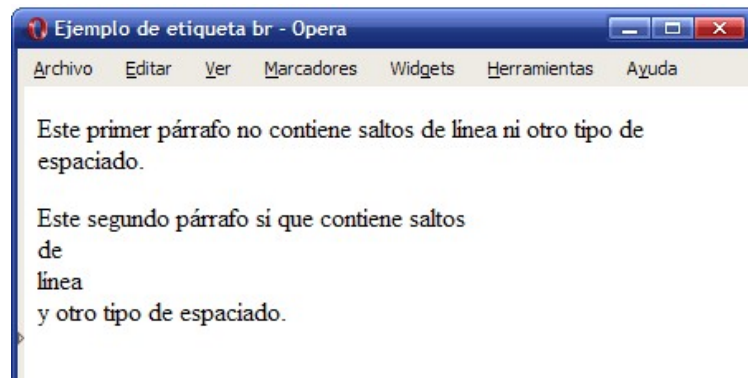 Ejemplo de etiqueta br - Opera
Archivo Editar Ver Marcadores Widgets Herramientas Ayuda
Este primer párrafo no contiene saltos de línea ni otro tipo de
espaciado.
Este segundo párrafo sí que contiene saltos
de
línea
y otro tipo de espaciado.